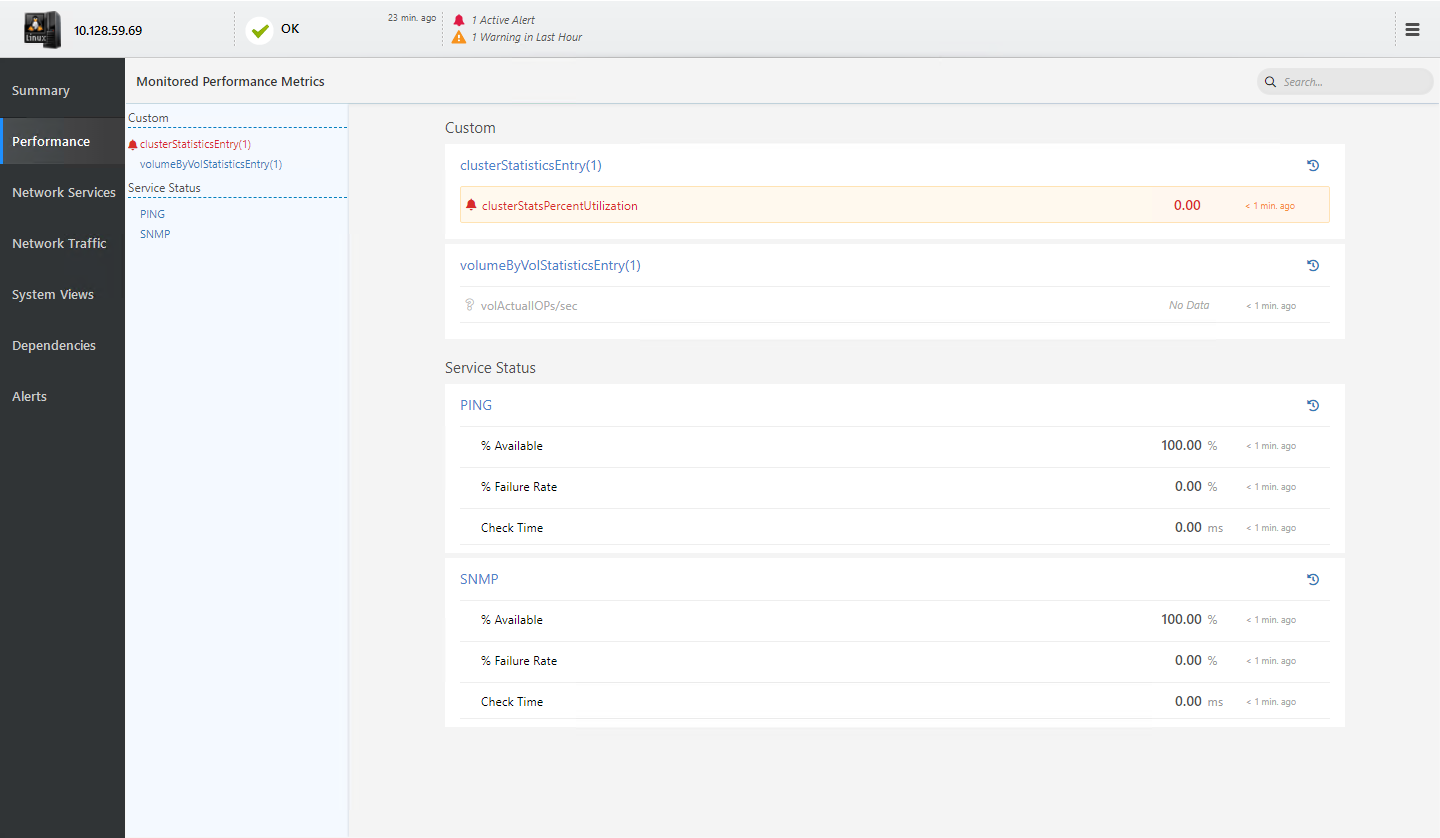 Linux
10.128.59.69
OK
23 min. ago
1 Active Alert
1 Warning in Last Hour
Summary
Performance
Network Services
Network Traffic
System Views
Dependencies
Alerts
Monitored Performance Metrics
Search...
Custom
clusterStatisticsEntry(1)
volumeByVolStatisticsEntry(1)
Service Status
PING
SNMP
Custom
clusterStatisticsEntry(1)
clusterStatsPercentUtilization 0.00 < 1 min. ago
volumeByVolStatisticsEntry(1)
volActualIOPs/sec No Data < 1 min. ago
Service Status
PING
% Available 100.00 % < 1 min. ago
% Failure Rate 0.00 % < 1 min. ago
Check Time 0.00 ms < 1 min. ago
SNMP
% Available 100.00 % < 1 min. ago
% Failure Rate 0.00 % < 1 min. ago
Check Time 0.00 ms < 1 min. ago